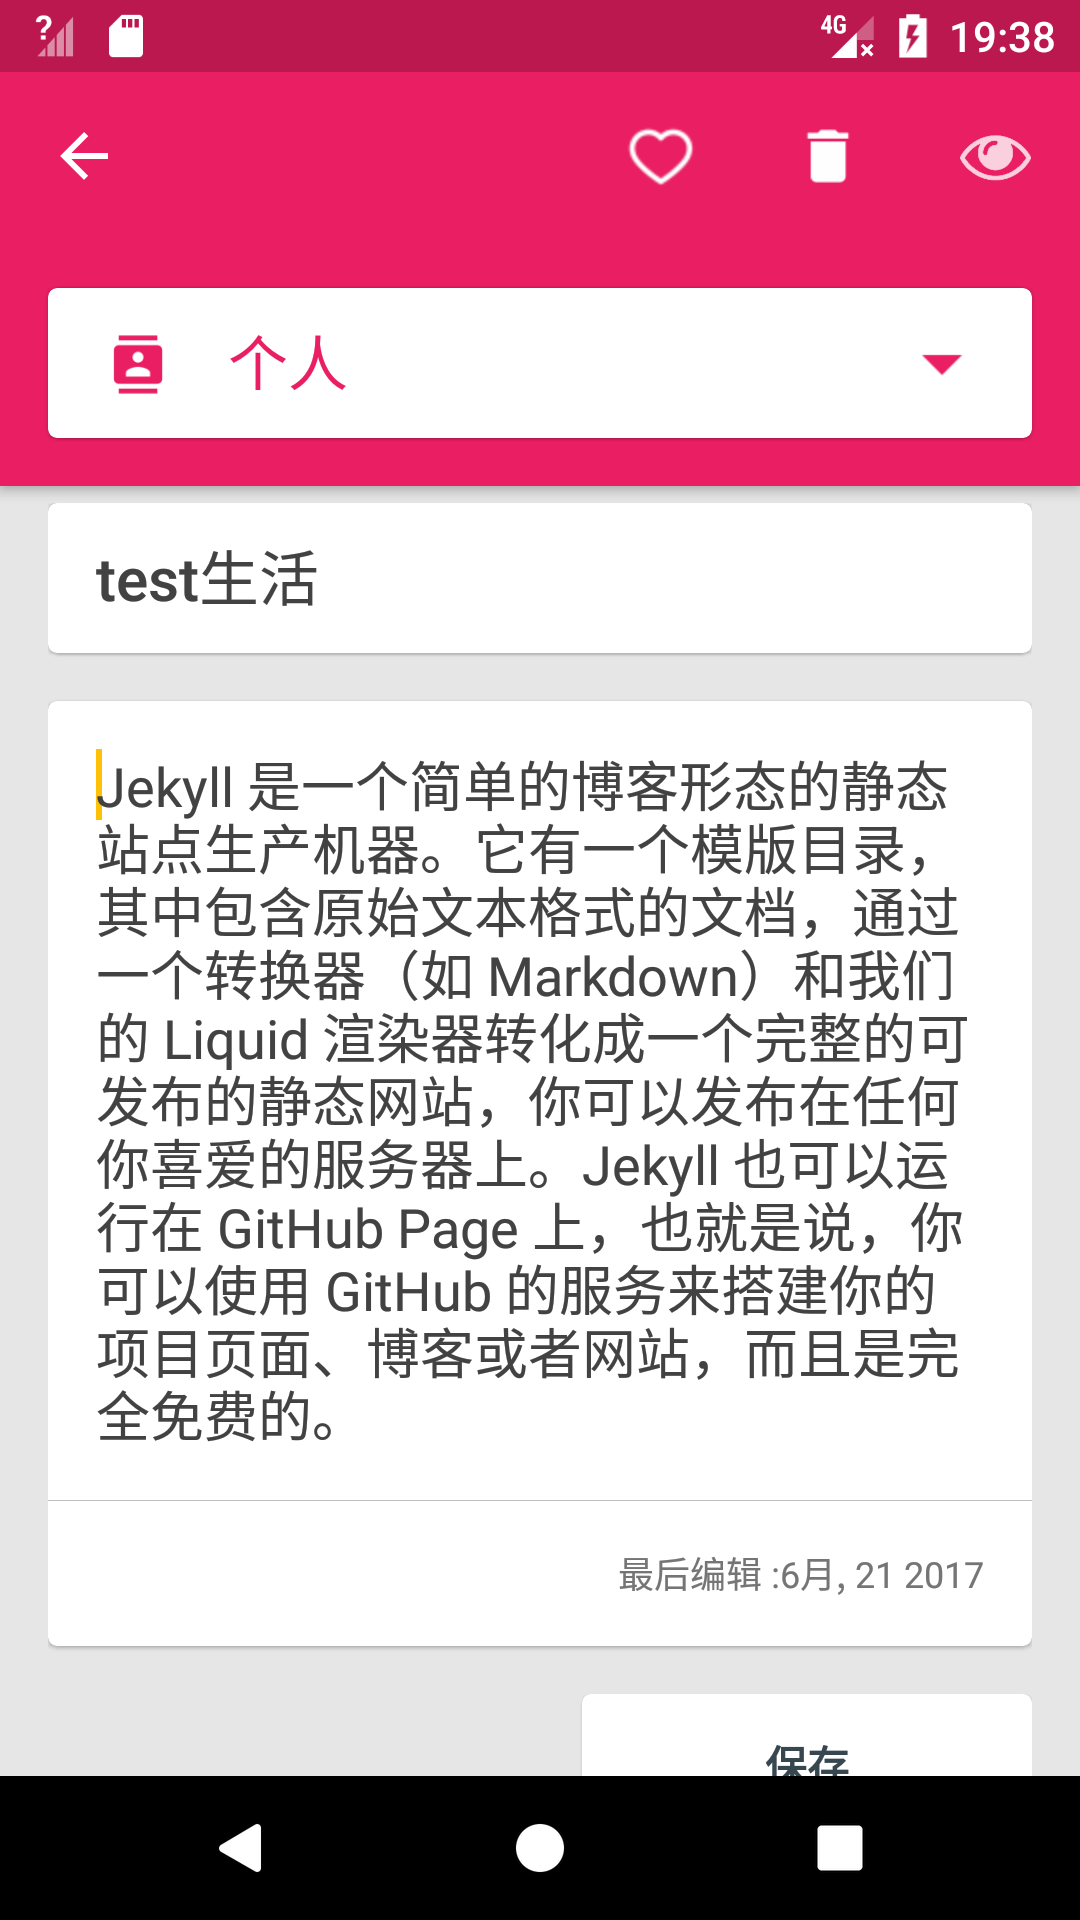 ?
4G
19:38
个人
test生活
Jekyll 是一个简单的博客形态的静态
站点生产机器。它有一个模版目录，
其中包含原始文本格式的文档，通过
一个转换器（如 Markdown）和我们
的 Liquid 渲染器转化成一个完整的可
发布的静态网站，你可以发布在任何
你喜爱的服务器上。Jekyll 也可以运
行在 GitHub Page 上，也就是说，你
可以使用 GitHub 的服务来搭建你的
项目页面、博客或者网站，而且是完
全免费的。
最后编辑 :6月, 21 2017
保存